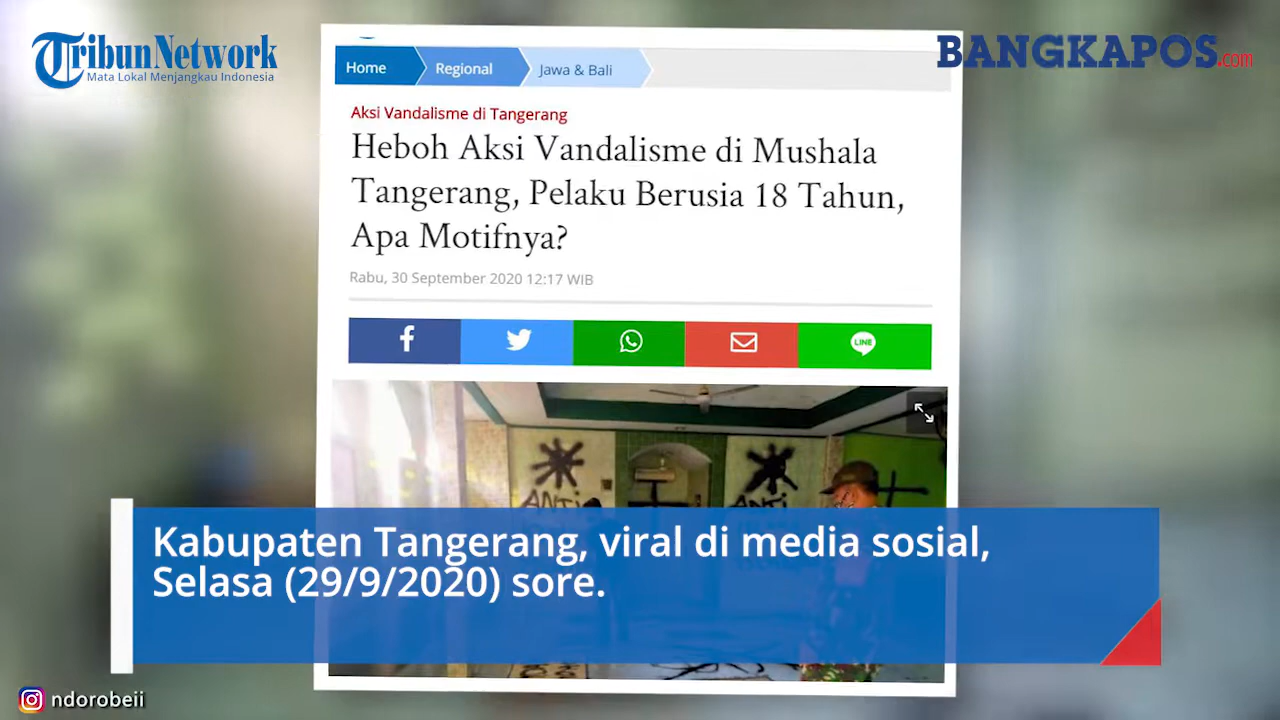 TribunNetwork
Mata Lokal Menjangkau Indonesia
BANGKAPOS.com
Home
Regional
Jawa & Bali
Aksi Vandalisme di Tangerang
Heboh Aksi Vandalisme di Mushala
Tangerang, Pelaku Berusia 18 Tahun,
Apa Motifnya?
Rabu, 30 September 2020 12:17 WIB
LINE
ANTI
ANTI
Kabupaten Tangerang, viral di media sosial,
Selasa (29/9/2020) sore.
ndorobeii